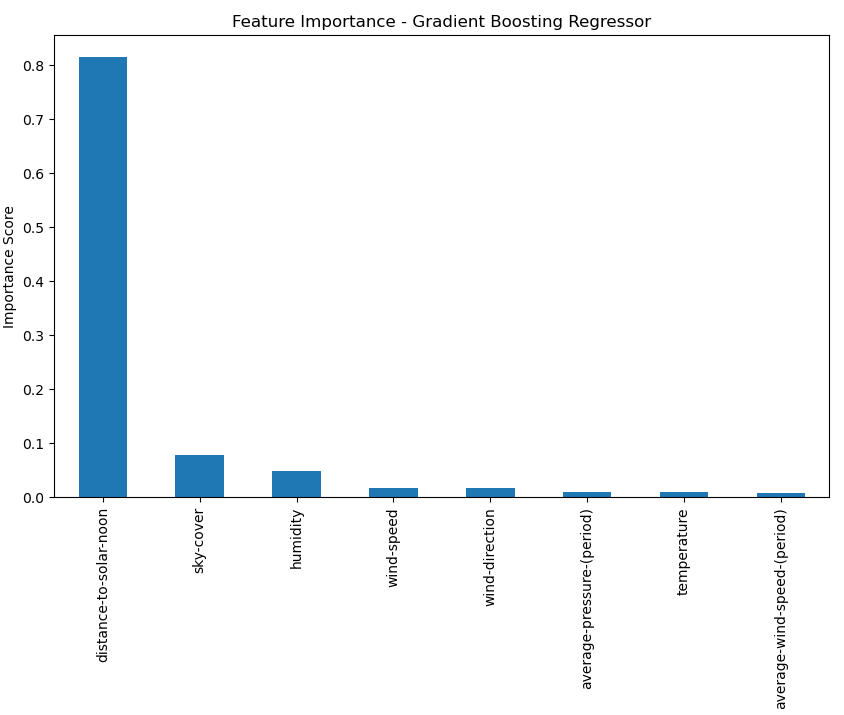 Feature Importance - Gradient Boosting Regressor
Importance Score
0.8
0.7
0.6
0.5
0.4
0.3
0.2
0.1
0.0
distance-to-solar-noon
sky-cover
humidity
wind-speed
wind-direction
average-pressure-(period)
temperature
average-wind-speed-(period)